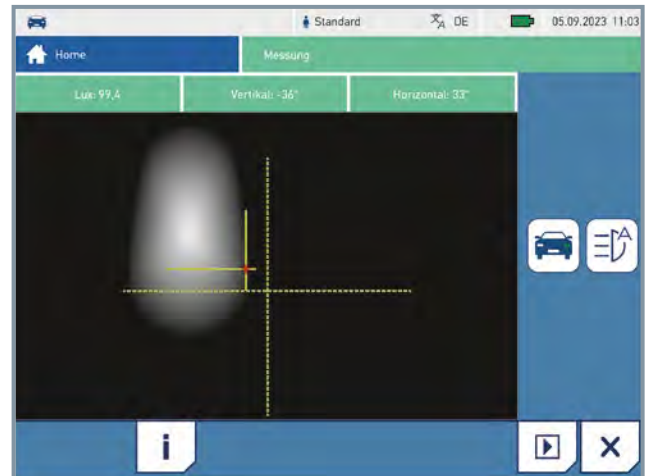 Standard DE 05.09.2023 11:03
Home Messung
Lux: 99,4 Vertikal: -36" Horizontal: 33"
A
i